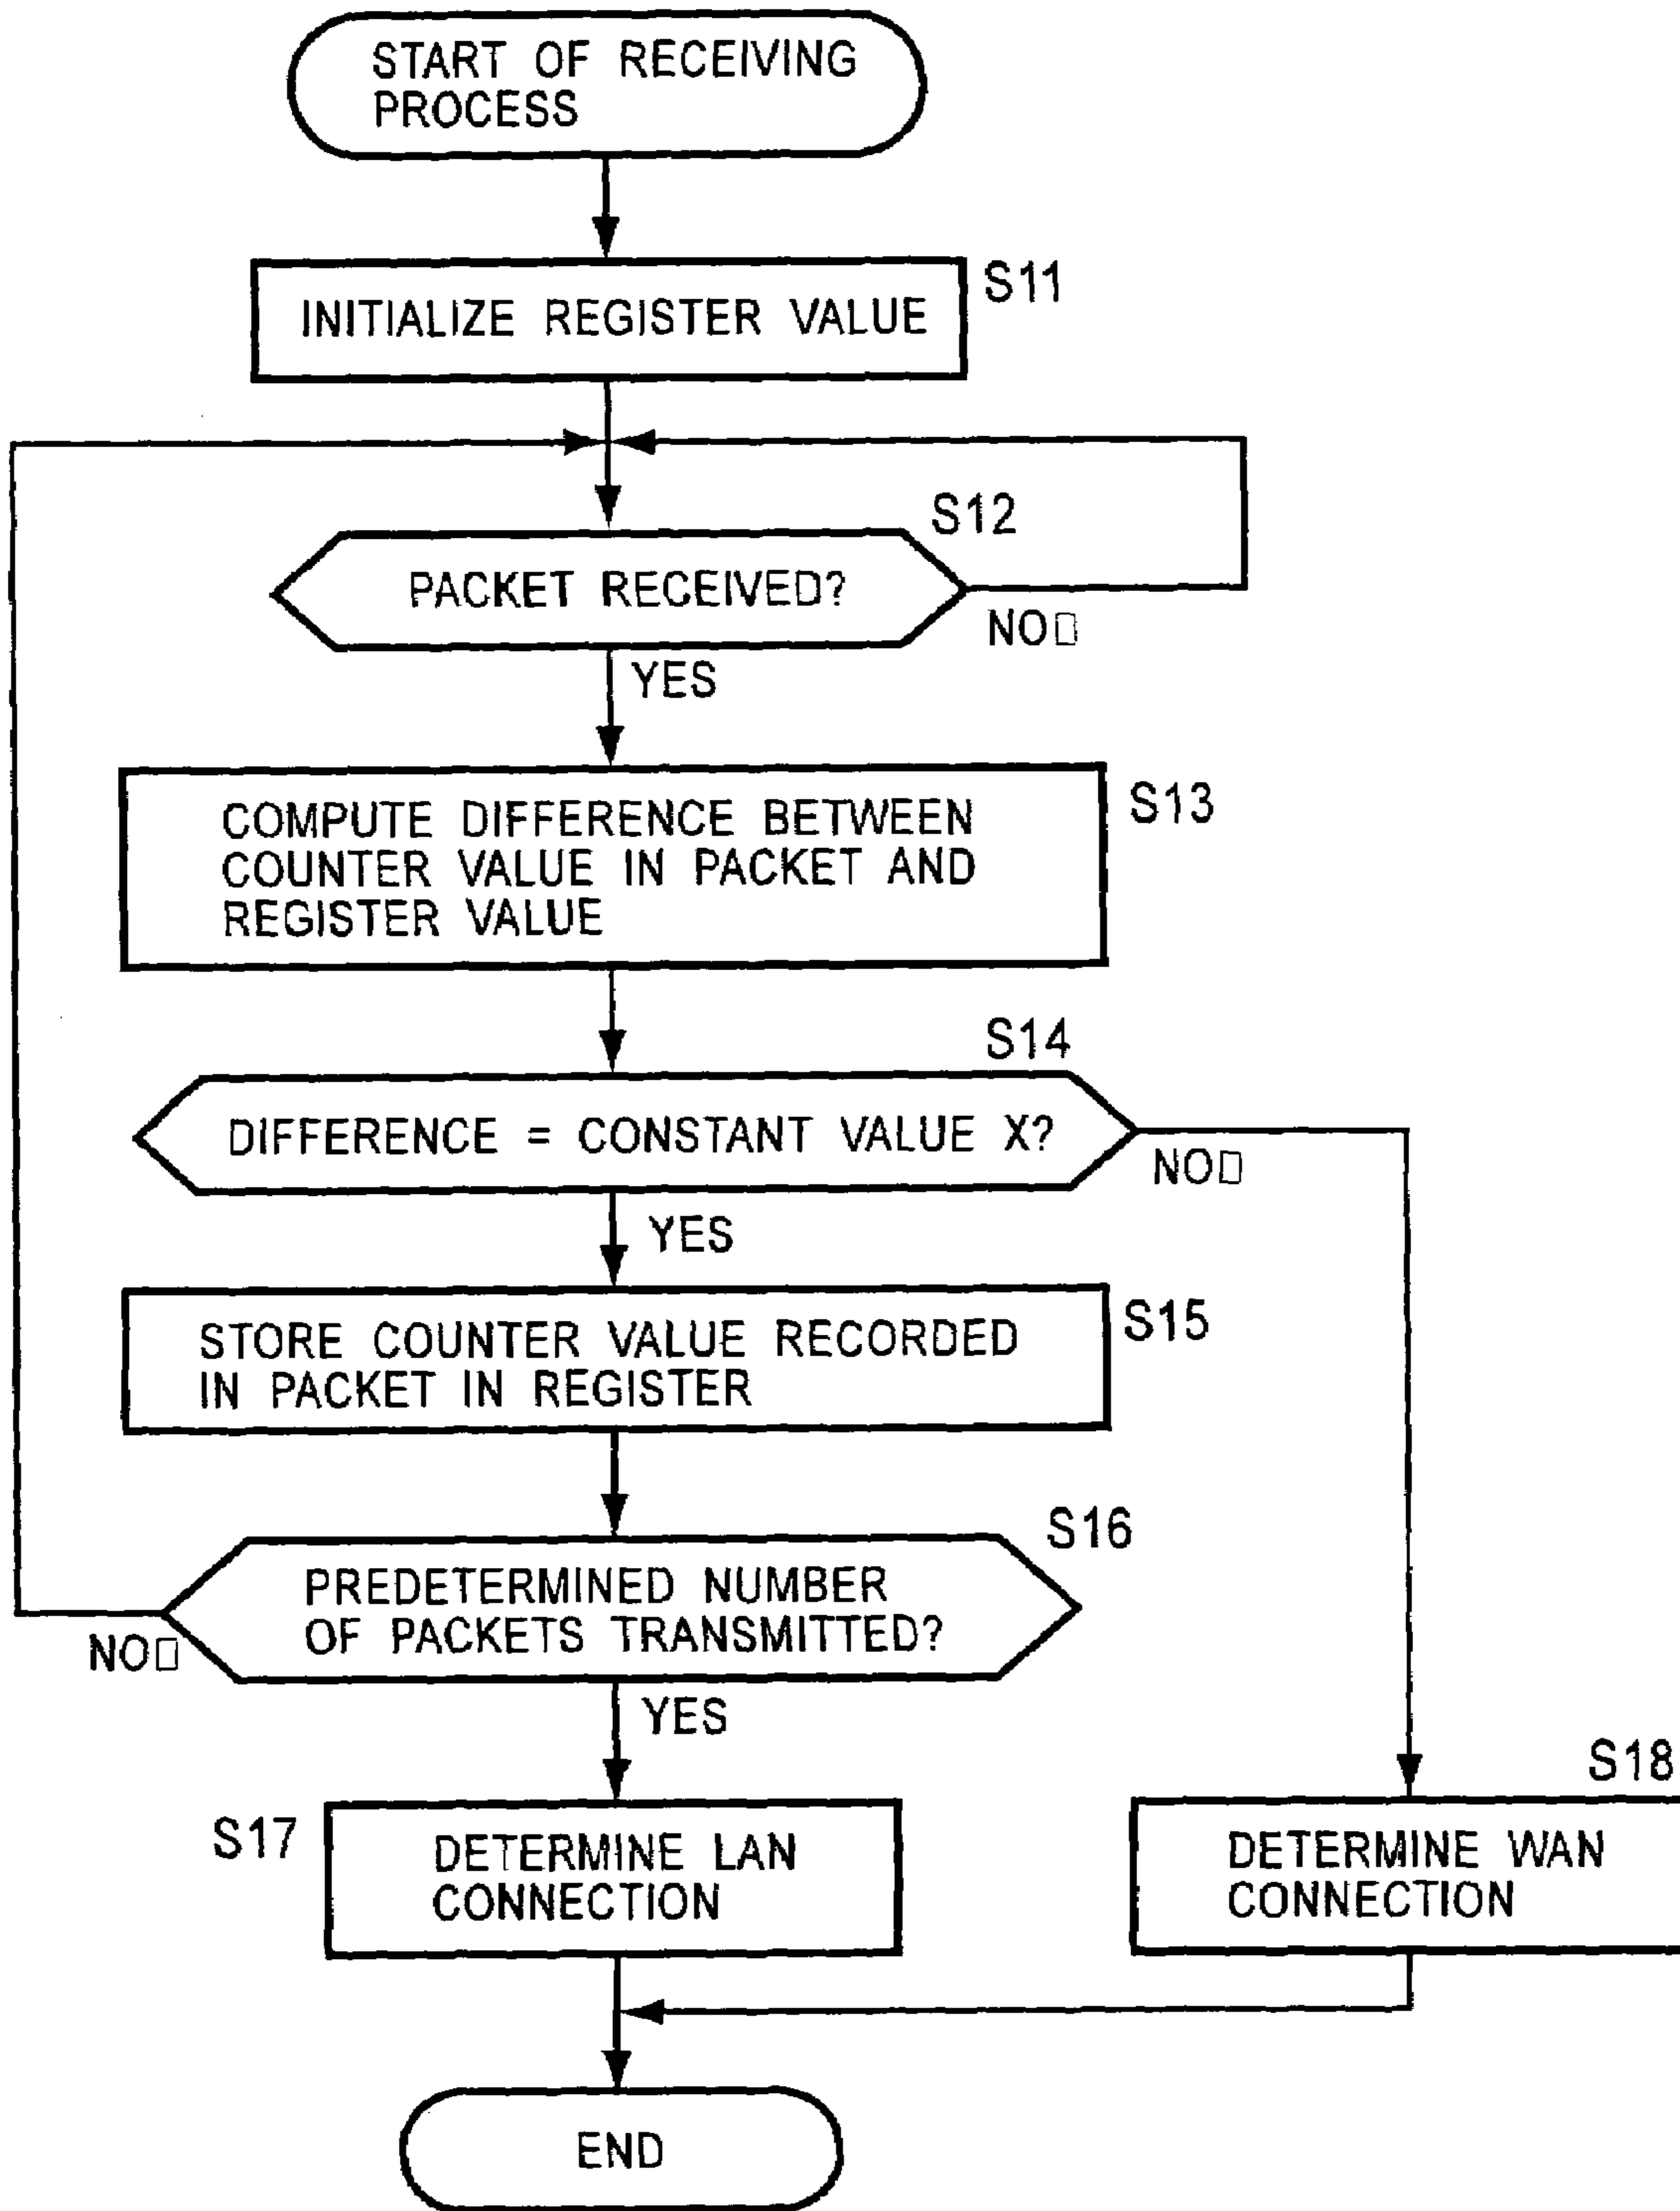 START OF RECEIVING
PROCESS
S11
INITIALIZE REGISTER VALUE
S12
PACKET RECEIVED?
NO
YES
S13
COMPUTE DIFFERENCE BETWEEN
COUNTER VALUE IN PACKET AND
REGISTER VALUE
S14
DIFFERENCE = CONSTANT VALUE X?
NO
YES
S15
STORE COUNTER VALUE RECORDED
IN PACKET IN REGISTER
S16
PREDETERMINED NUMBER
OF PACKETS TRANSMITTED?
NO
YES
S17
DETERMINE LAN
CONNECTION
S18
DETERMINE WAN
CONNECTION
END